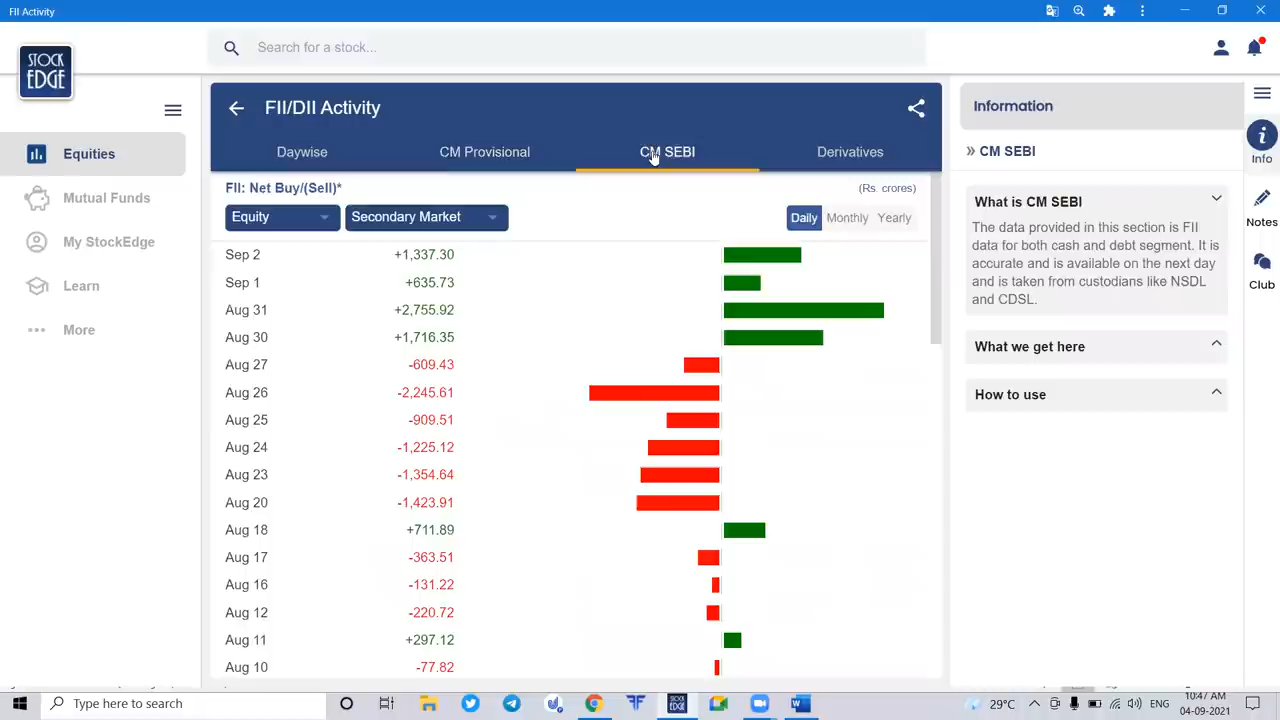 FII Activity
STOCK
EDGE
Search for a stock...
Equities
Mutual Funds
My StockEdge
Learn
More
FII/DII Activity
Daywise
CM Provisional
CM SEBI
Derivatives
FII: Net Buy/(Sell)*
(Rs. crores)
Equity
Secondary Market
Daily Monthly Yearly
Sep 2 +1,337.30
Sep 1 +635.73
Aug 31 +2,755.92
Aug 30 +1,716.35
Aug 27 -609.43
Aug 26 -2,245.61
Aug 25 -909.51
Aug 24 -1,225.12
Aug 23 -1,354.64
Aug 20 -1,423.91
Aug 18 +711.89
Aug 17 -363.51
Aug 16 -131.22
Aug 12 -220.72
Aug 11 +297.12
Aug 10 -77.82
Information
» CM SEBI
What is CM SEBI
The data provided in this section is FII
data for both cash and debt segment. It is
accurate and is available on the next day
and is taken from custodians like NSDL
and CDSL.
What we get here
How to use
Info
Notes
Club
Type here to search
STOCK
EDGE
29°C
ENG
10:47 AM
04-09-2021